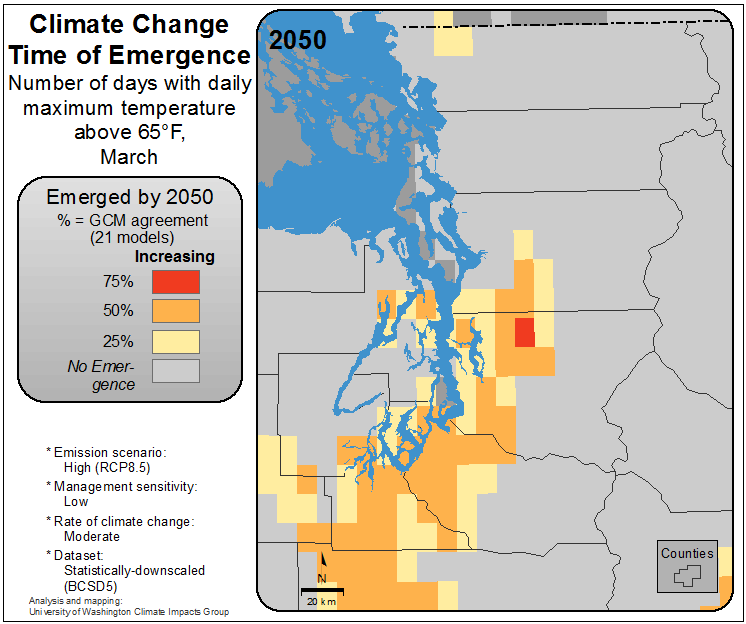 Climate Change
Time of Emergence
Number of days with daily
maximum temperature
above 65°F,
March
Emerged by 2050
% = GCM agreement
(21 models)
Increasing
75%
50%
25%
No Emer-
gence
* Emission scenario:
High (RCP8.5)
* Management sensitivity:
Low
* Rate of climate change:
Moderate
* Dataset:
Statistically-downscaled
(BCSD5)
Analysis and mapping:
University of Washington Climate Impacts Group
2050
N
20 km
Counties